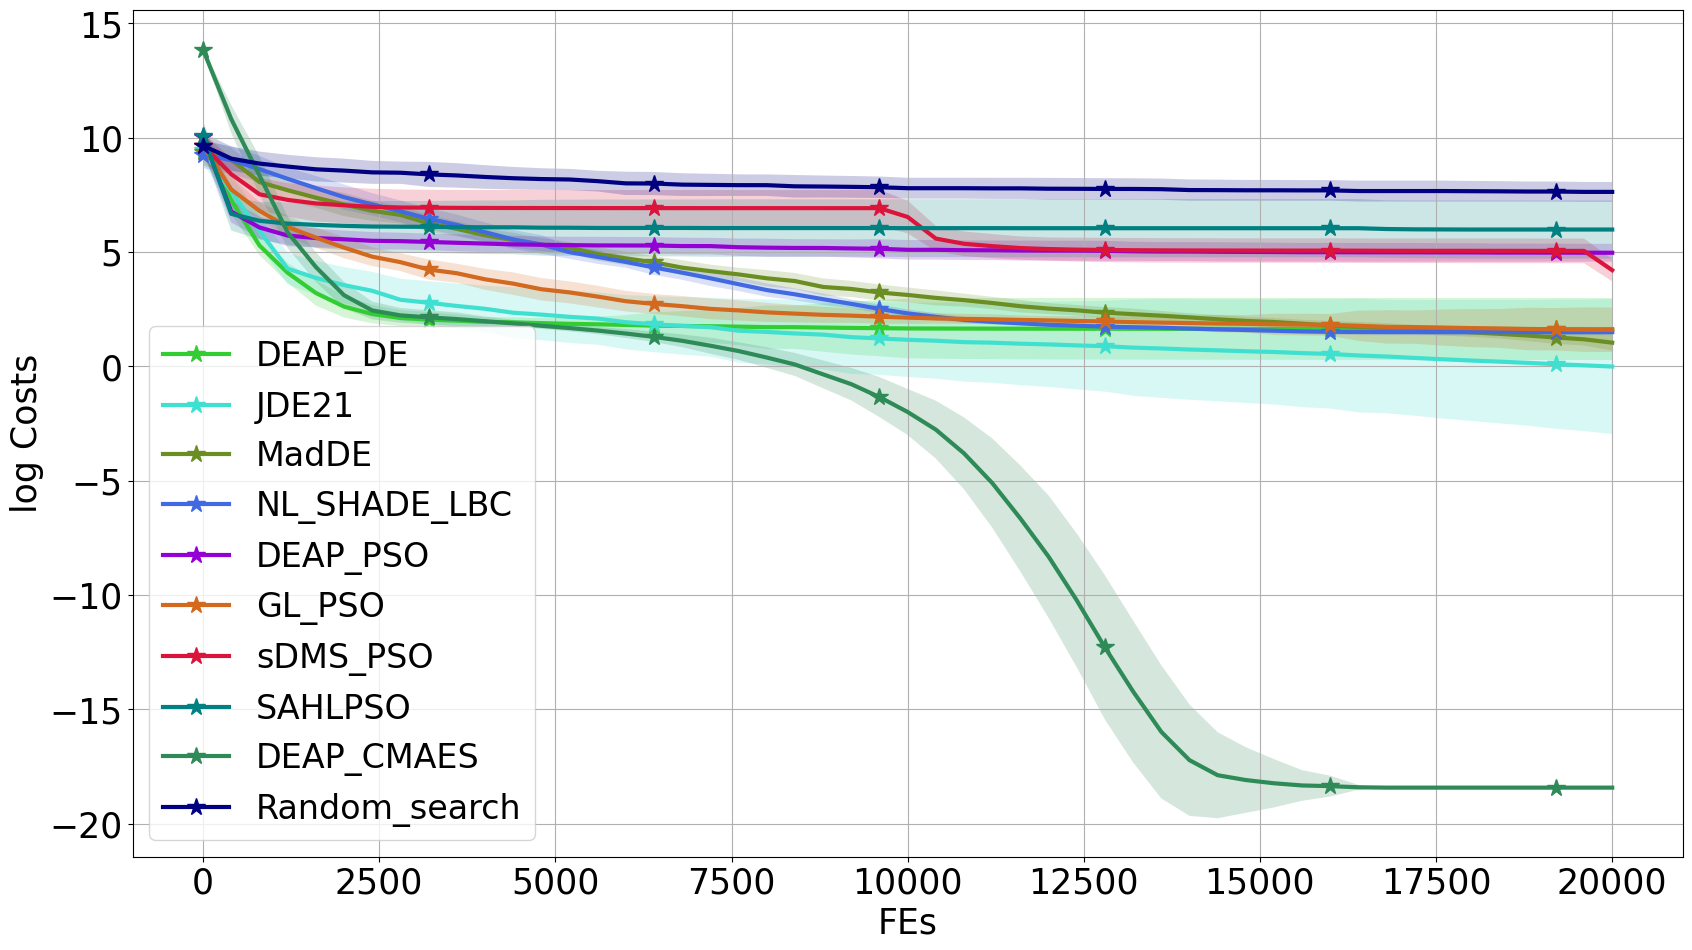 15
10
5
0
−5
−10
−15
−20
log Costs
DEAP_DE
JDE21
MadDE
NL_SHADE_LBC
DEAP_PSO
GL_PSO
sDMS_PSO
SAHLPSO
DEAP_CMAES
Random_search
0 2500 5000 7500 10000 12500 15000 17500 20000
FEs